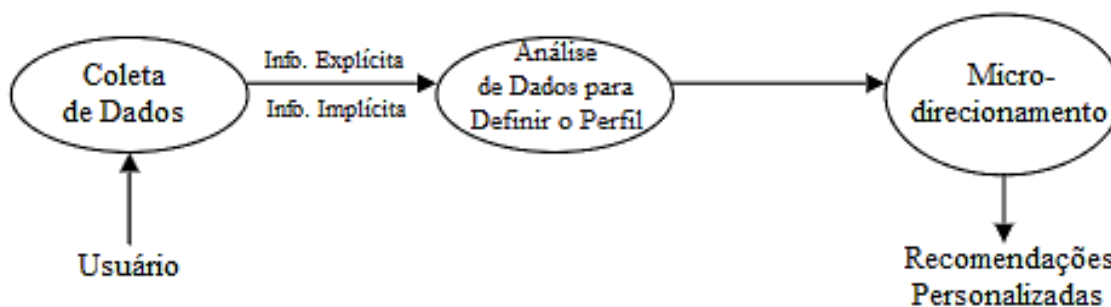 Coleta
de Dados
Info. Explícita
Info. Implícita
Análise
de Dados para
Definir o Perfil
Micro-
direcionamento
Usuário
Recomendações
Personalizadas